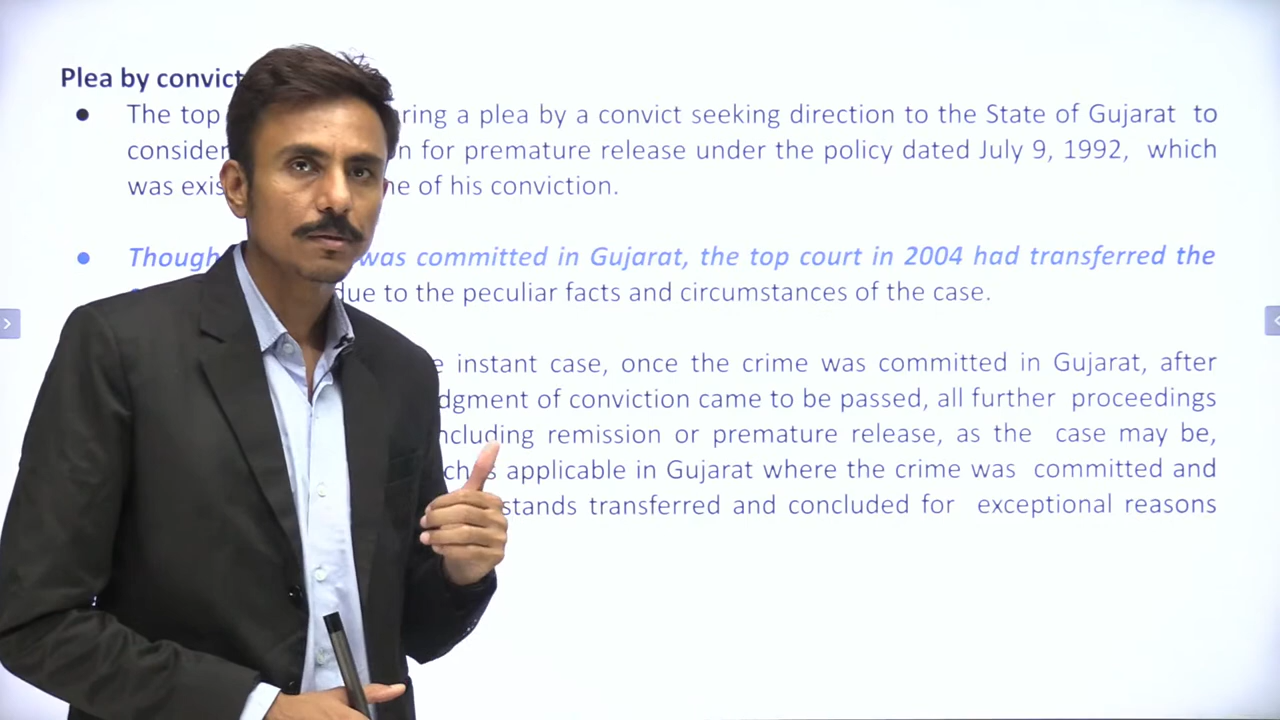 Plea by convict
● The top ring a plea by a convict seeking direction to the State of Gujarat to
consider n for premature release under the policy dated July 9, 1992, which
was exis ne of his conviction.
● Though was committed in Gujarat, the top court in 2004 had transferred the
due to the peculiar facts and circumstances of the case.
e instant case, once the crime was committed in Gujarat, after
dgment of conviction came to be passed, all further proceedings
ncluding remission or premature release, as the case may be,
ch applicable in Gujarat where the crime was committed and
stands transferred and concluded for exceptional reasons